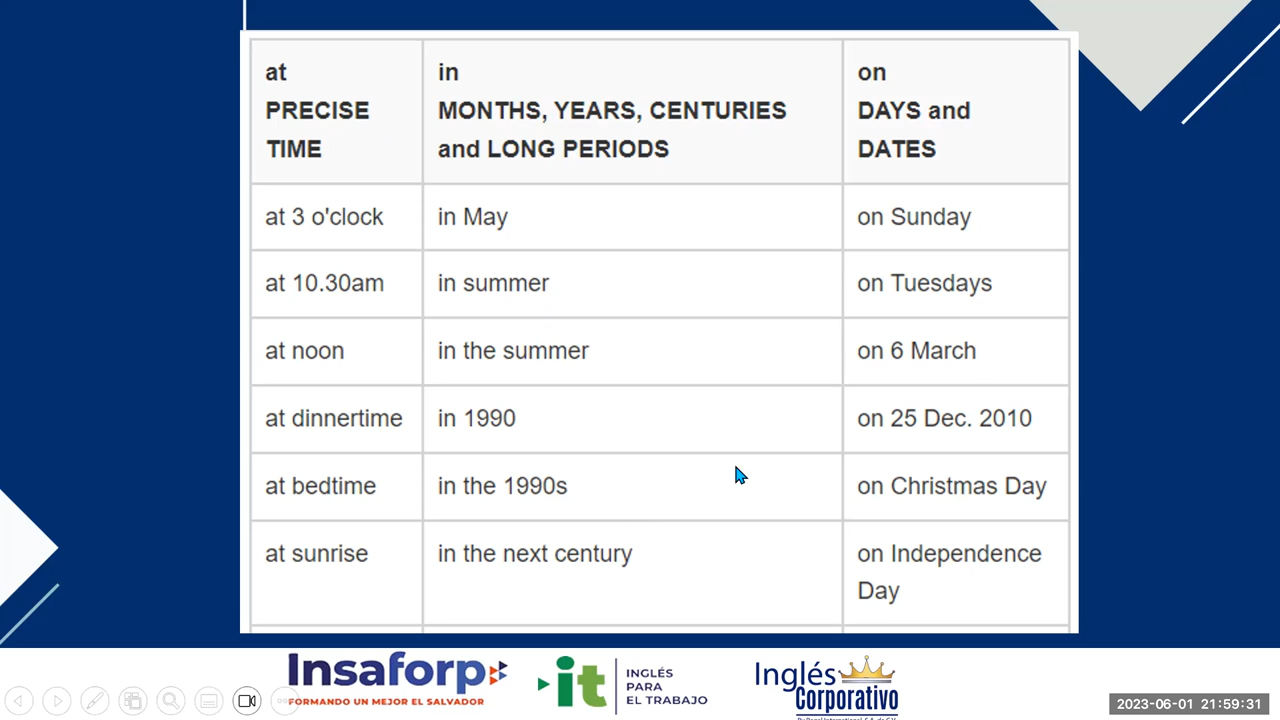 at
PRECISE
TIME
in
MONTHS, YEARS, CENTURIES
and LONG PERIODS
on
DAYS and
DATES
at 3 o'clock
in May
on Sunday
at 10.30am
in summer
on Tuesdays
at noon
in the summer
on 6 March
at dinnertime
in 1990
on 25 Dec. 2010
at bedtime
in the 1990s
on Christmas Day
at sunrise
in the next century
on Independence
Day
Insaforp
FORMANDO UN MEJOR EL SALVADOR
it
INGLÉS
PARA
EL TRABAJO
Inglés
Corporativo
2023-06-01 21:59:31